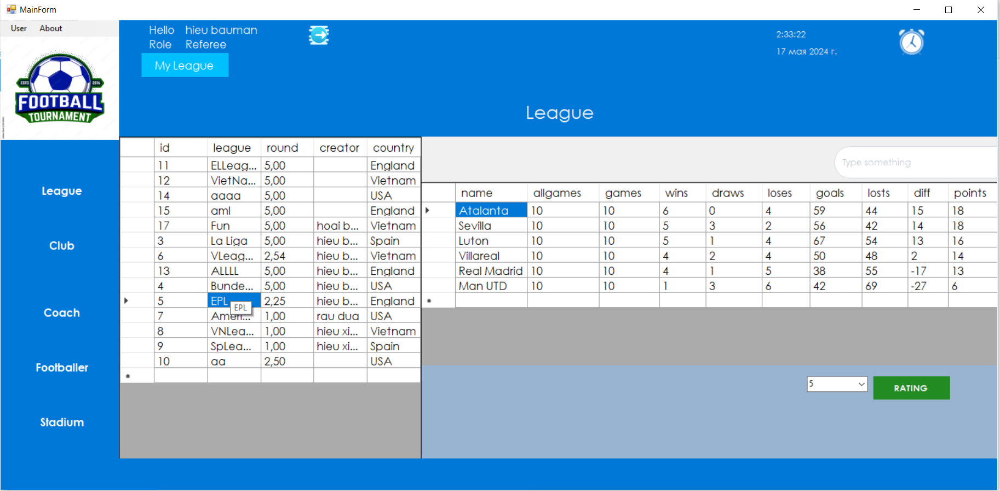 MainForm
User About
ESTD 2016
FOOTBALL
TOURNAMENT
Hello hieu bauman
Role Referee
My League
2:33:22
17 мая 2024 г.
League
League
Club
Coach
Footballer
Stadium
id league round creator country
11 ELLeag... 5,00 England
12 VietNa... 5,00 Vietnam
14 aaaa 5,00 USA
15 aml 5,00 England
17 Fun 5,00 hoai b... Vietnam
3 La Liga 5,00 hieu b... Spain
6 VLeag... 2,54 hieu b... Vietnam
13 ALLLL 5,00 hieu b... England
4 Bunde... 5,00 hieu b... USA
5 EPL 2,25 hieu b... England
EPL
7 Ameri... 1,00 rau dua USA
8 VNLea... 1,00 hieu xi... Vietnam
9 SpLea... 1,00 hieu xi... Spain
10 aa 2,50 USA
Type something
name allgames games wins draws loses goals losts diff points
Atalanta 10 10 6 0 4 59 44 15 18
Sevilla 10 10 5 3 2 56 42 14 18
Luton 10 10 5 1 4 67 54 13 16
Villareal 10 10 4 2 4 50 48 2 14
Real Madrid 10 10 4 1 5 38 55 -17 13
Man UTD 10 10 1 3 6 42 69 -27 6
5
RATING